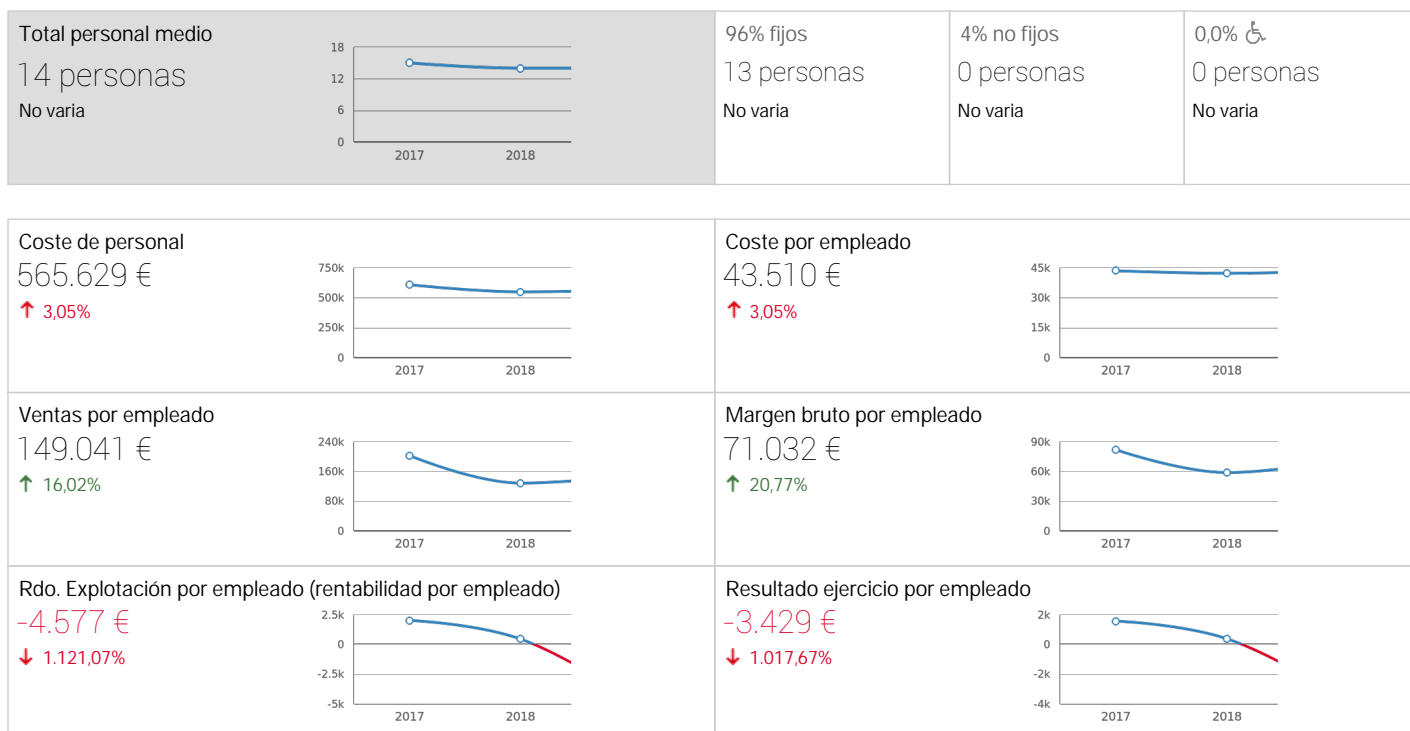 Total personal medio
14 personas
No varia
18
12
6
0
2017 2018
96% fijos
13 personas
No varia
4% no fijos
0 personas
No varia
0,0%
0 personas
No varia
Coste de personal
565.629 €
↑ 3,05%
750k
500k
250k
0
2017 2018
Coste por empleado
43.510 €
↑ 3,05%
45k
30k
15k
0
2017 2018
Ventas por empleado
149.041 €
↑ 16,02%
240k
160k
80k
0
2017 2018
Margen bruto por empleado
71.032 €
↑ 20,77%
90k
60k
30k
0
2017 2018
Rdo. Explotación por empleado (rentabilidad por empleado)
-4.577 €
↓ 1.121,07%
2.5k
0
-2.5k
-5k
2017 2018
Resultado ejercicio por empleado
-3.429 €
↓ 1.017,67%
2k
0
-2k
-4k
2017 2018